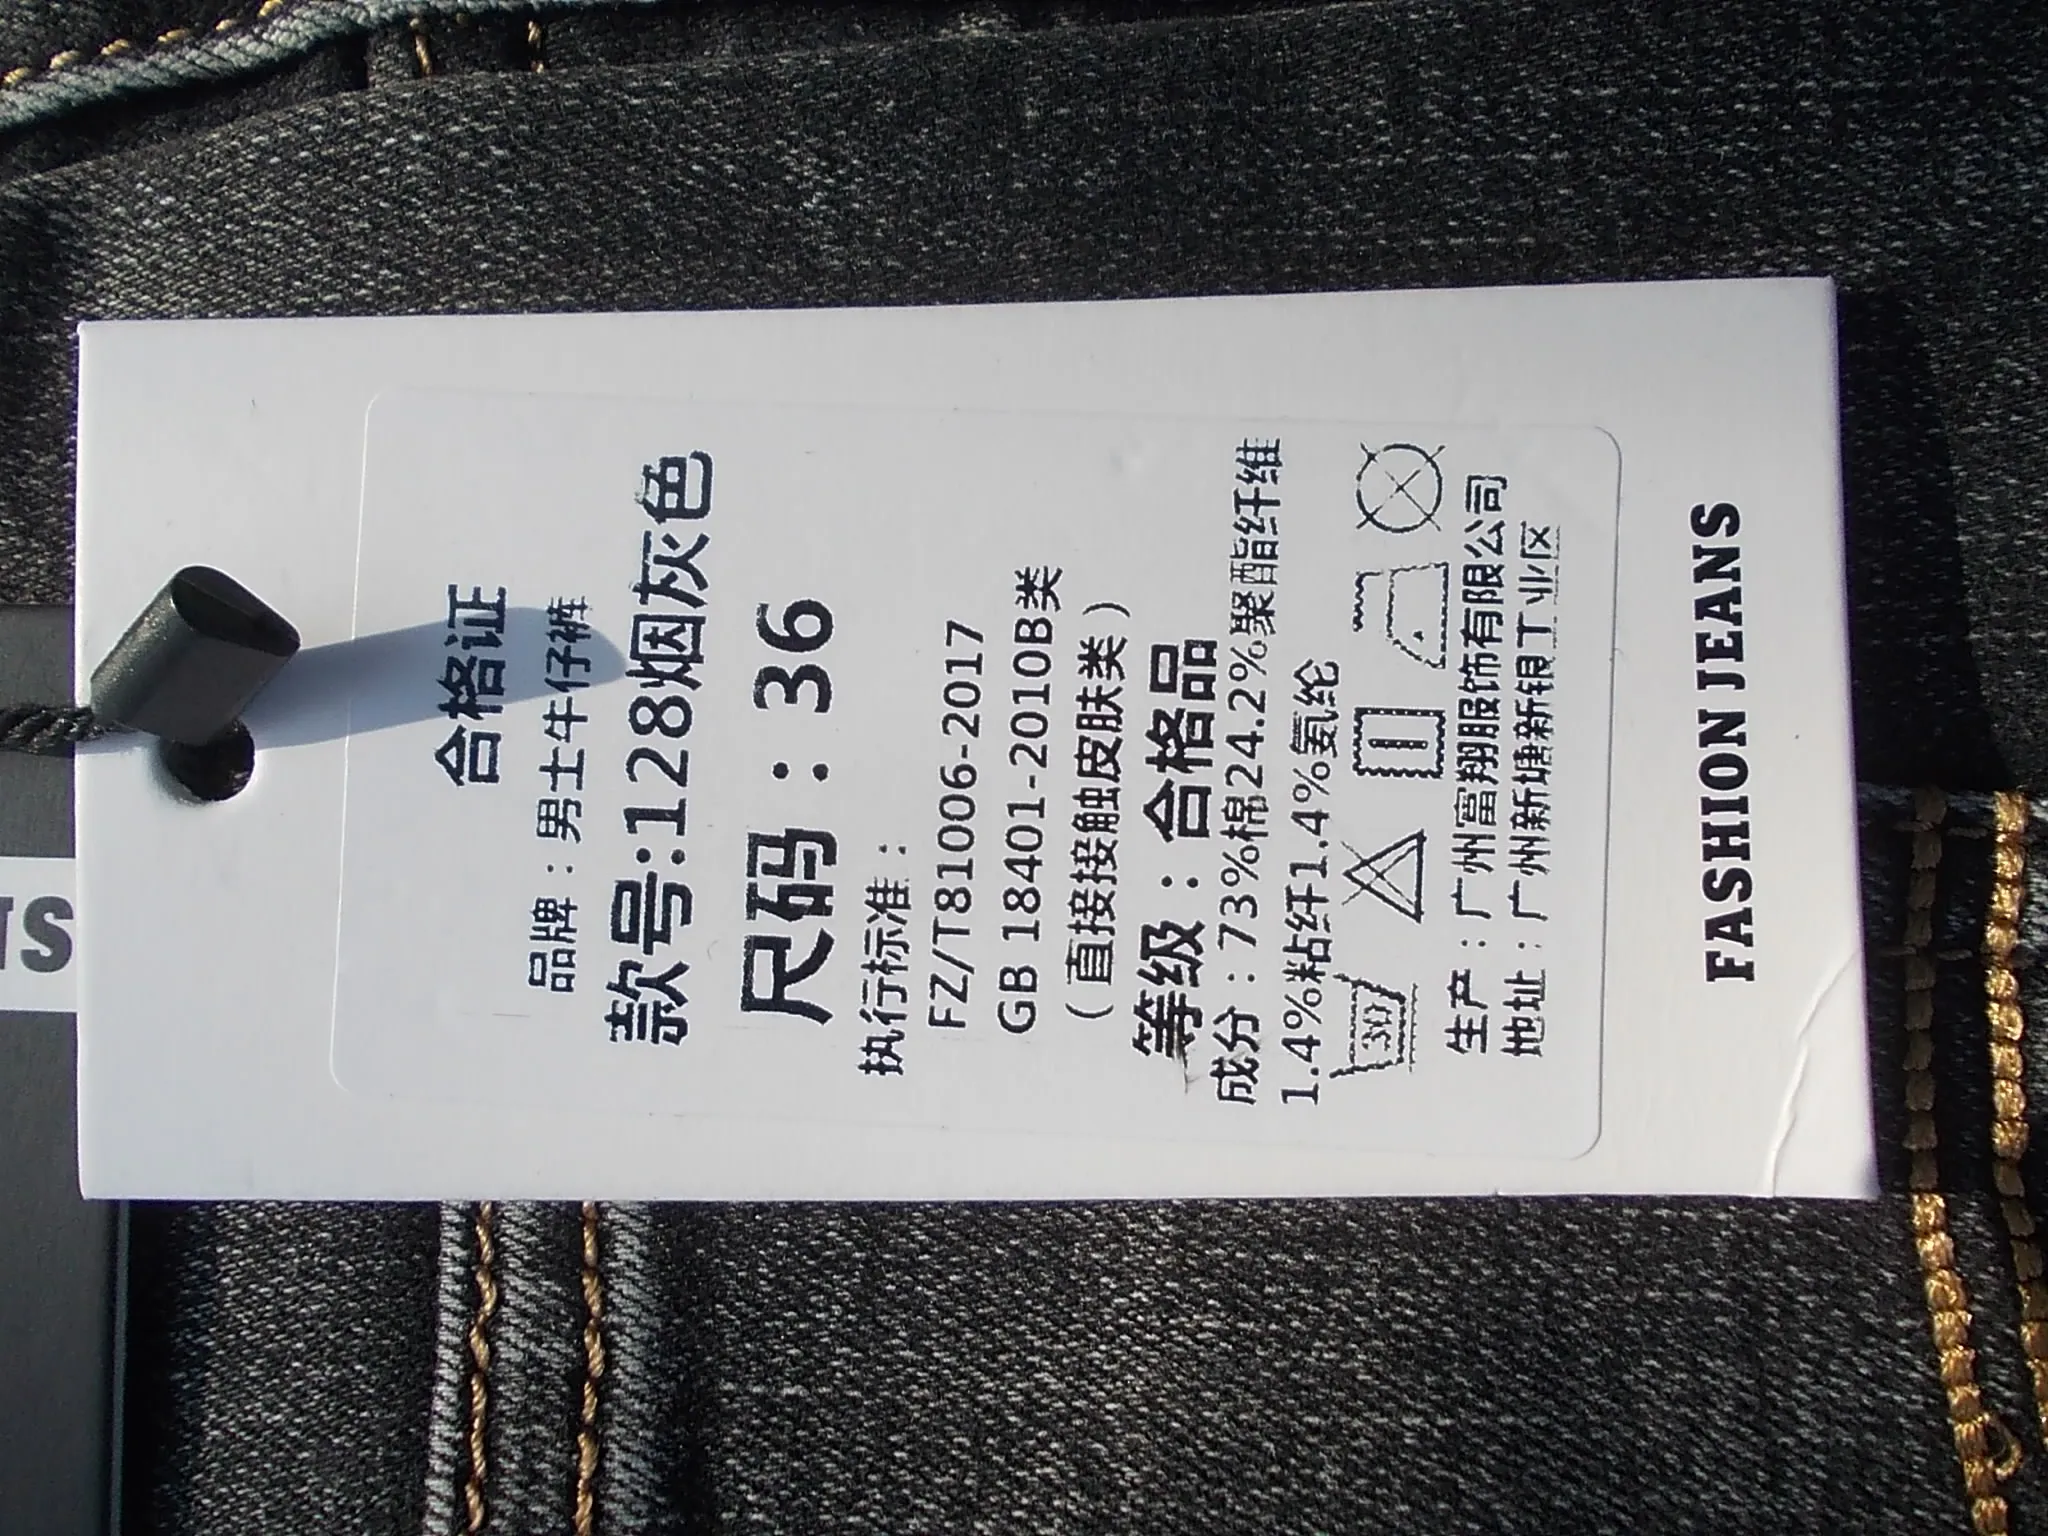 合格证
品牌：男士牛仔裤
款号:128烟灰色
尺码：36
执行标准：
FZ/T81006-2017
GB 18401-2010B类
（直接接触皮肤类）
等级：合格品
成分：73%棉24.2%聚酯纤维
1.4%粘纤1.4%氨纶
30
生产：广州富翔服饰有限公司
地址：广州新塘新银工业区
FASHION JEANS
NS